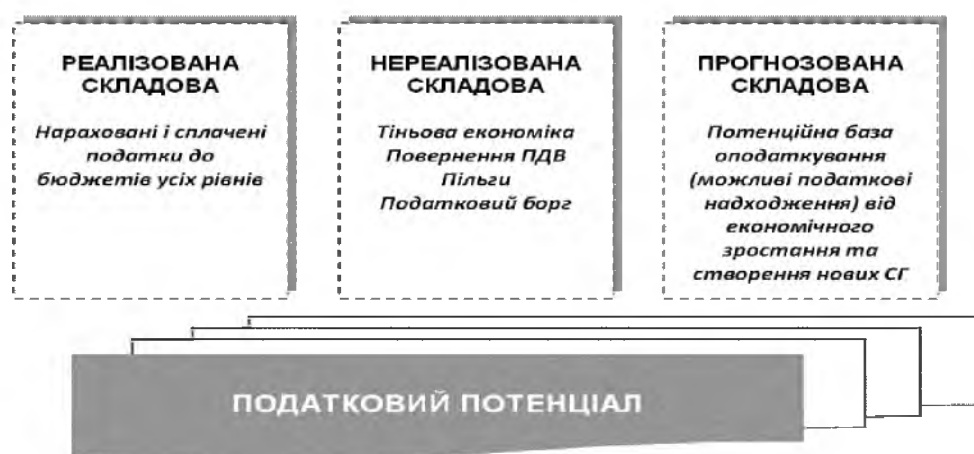 РЕАЛІЗОВАНА
СКЛАДОВА
Нараховані і сплачені
податки до
бюджетів усіх рівнів
НЕРЕАЛІЗОВАНА
СКЛАДОВА
Тіньова економіка
Повернення ПДВ
Пільги
Податковий борг
ПРОГНОЗОВАНА
СКЛАДОВА
Потенційна база
оподаткування
(можливі податкові
надходження) від
економічного
зростання та
створення нових СГ
ПОДАТКОВИЙ ПОТЕНЦІАЛ